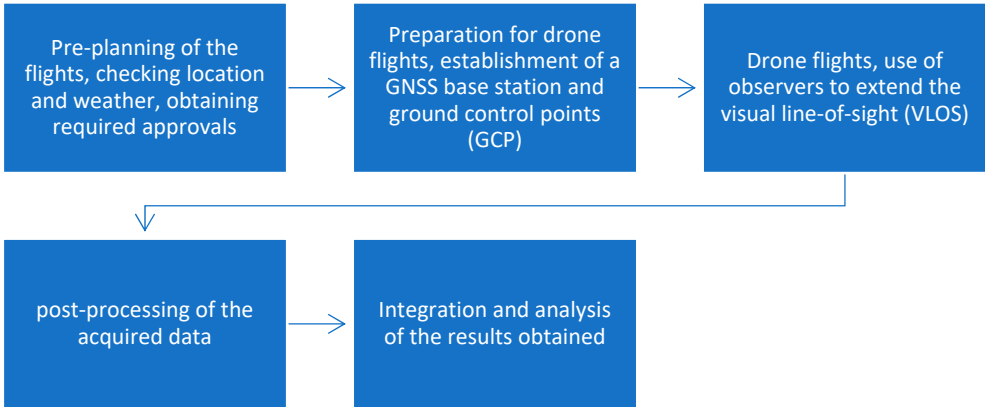 Pre-planning of the
flights, checking location
and weather, obtaining
required approvals
Preparation for drone
flights, establishment of a
GNSS base station and
ground control points
(GCP)
Drone flights, use of
observers to extend the
visual line-of-sight (VLOS)
post-processing of the
acquired data
Integration and analysis
of the results obtained